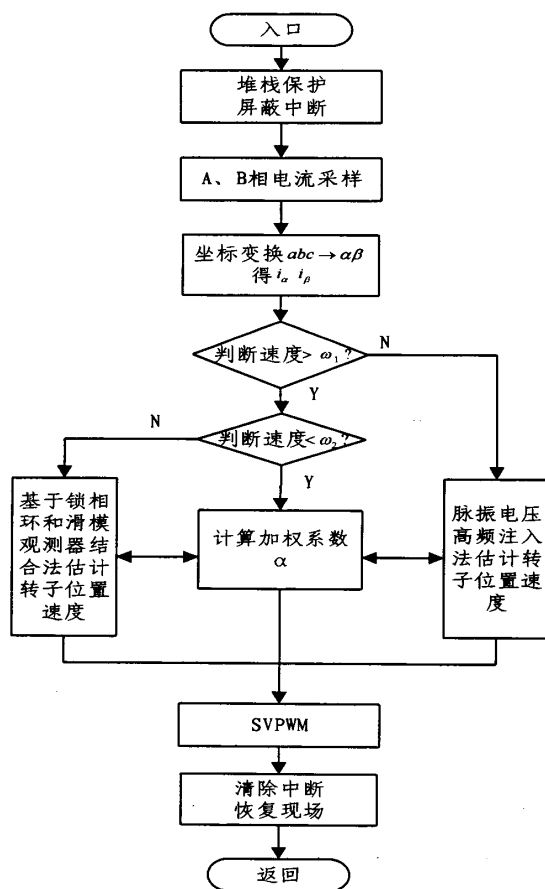 入口
堆栈保护
屏蔽中断
A、B相电流采样
坐标变换abc→αβ
得 iα iβ
判断速度> ω₁?
N
Y
判断速度< ω₂?
N
Y
基于锁相
环和滑模
观测器结
合法估计
转子位置
速度
计算加权系数
α
脉振电压
高频注入
法估计转
子位置速
度
SVPWM
清除中断
恢复现场
返回